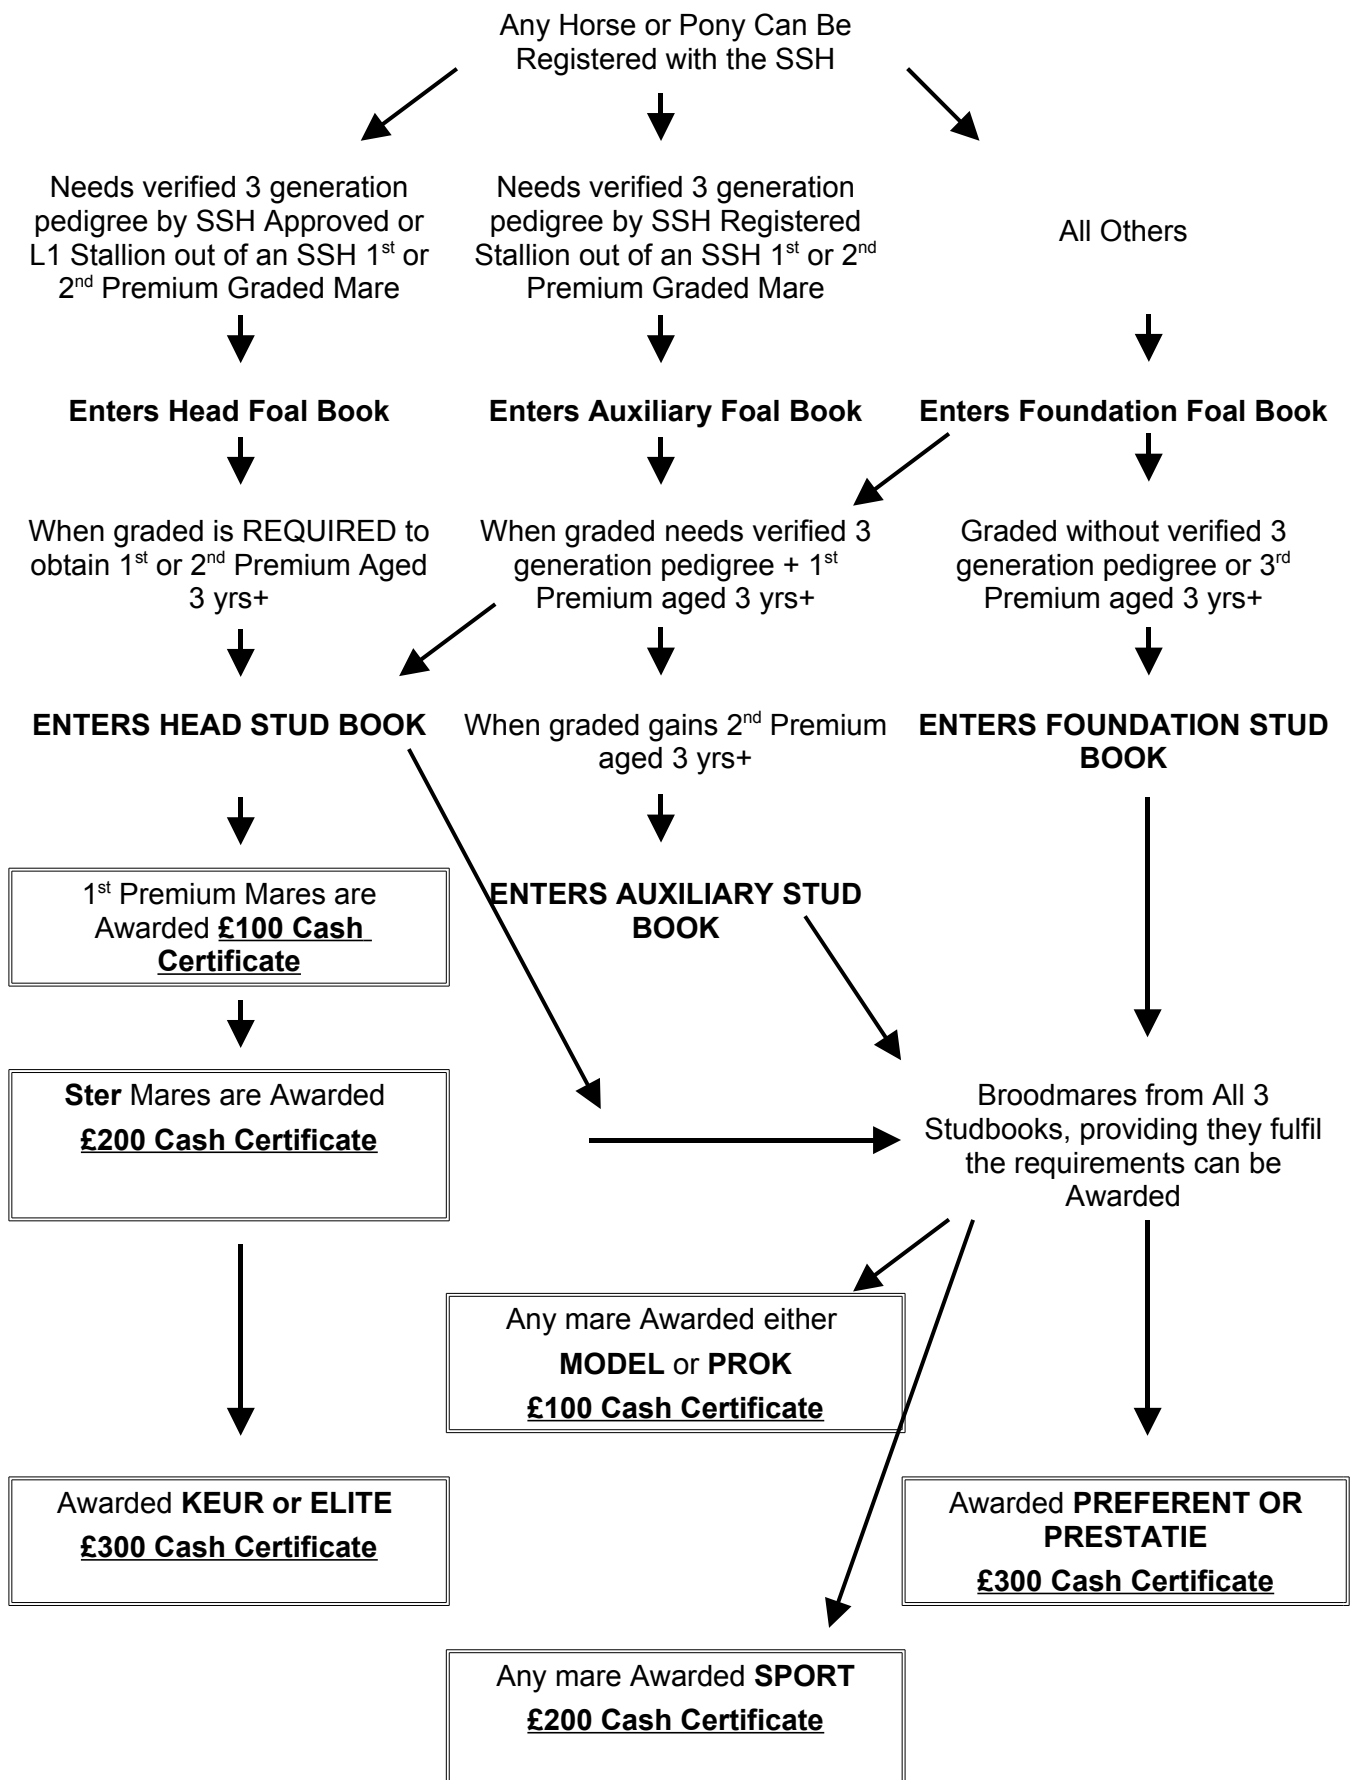 Any Horse or Pony Can Be
Registered with the SSH
Needs verified 3 generation
pedigree by SSH Approved or
L1 Stallion out of an SSH 1st or
2nd Premium Graded Mare
Needs verified 3 generation
pedigree by SSH Registered
Stallion out of an SSH 1st or 2nd
Premium Graded Mare
All Others
Enters Head Foal Book
Enters Auxiliary Foal Book
Enters Foundation Foal Book
When graded is REQUIRED to
obtain 1st or 2nd Premium Aged
3 yrs+
When graded needs verified 3
generation pedigree + 1st
Premium aged 3 yrs+
Graded without verified 3
generation pedigree or 3rd
Premium aged 3 yrs+
ENTERS HEAD STUD BOOK
When graded gains 2nd Premium
aged 3 yrs+
ENTERS FOUNDATION STUD
BOOK
1st Premium Mares are
Awarded £100 Cash
Certificate
ENTERS AUXILIARY STUD
BOOK
Ster Mares are Awarded
£200 Cash Certificate
Broodmares from All 3
Studbooks, providing they fulfil
the requirements can be
Awarded
Any mare Awarded either
MODEL or PROK
£100 Cash Certificate
Awarded KEUR or ELITE
£300 Cash Certificate
Awarded PREFERENT OR
PRESTATIE
£300 Cash Certificate
Any mare Awarded SPORT
£200 Cash Certificate